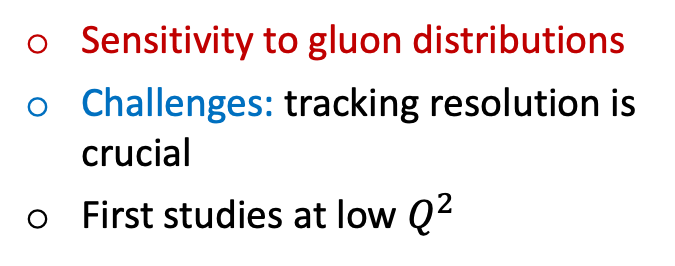 ○ Sensitivity to gluon distributions
○ Challenges: tracking resolution is
crucial
○ First studies at low Q²